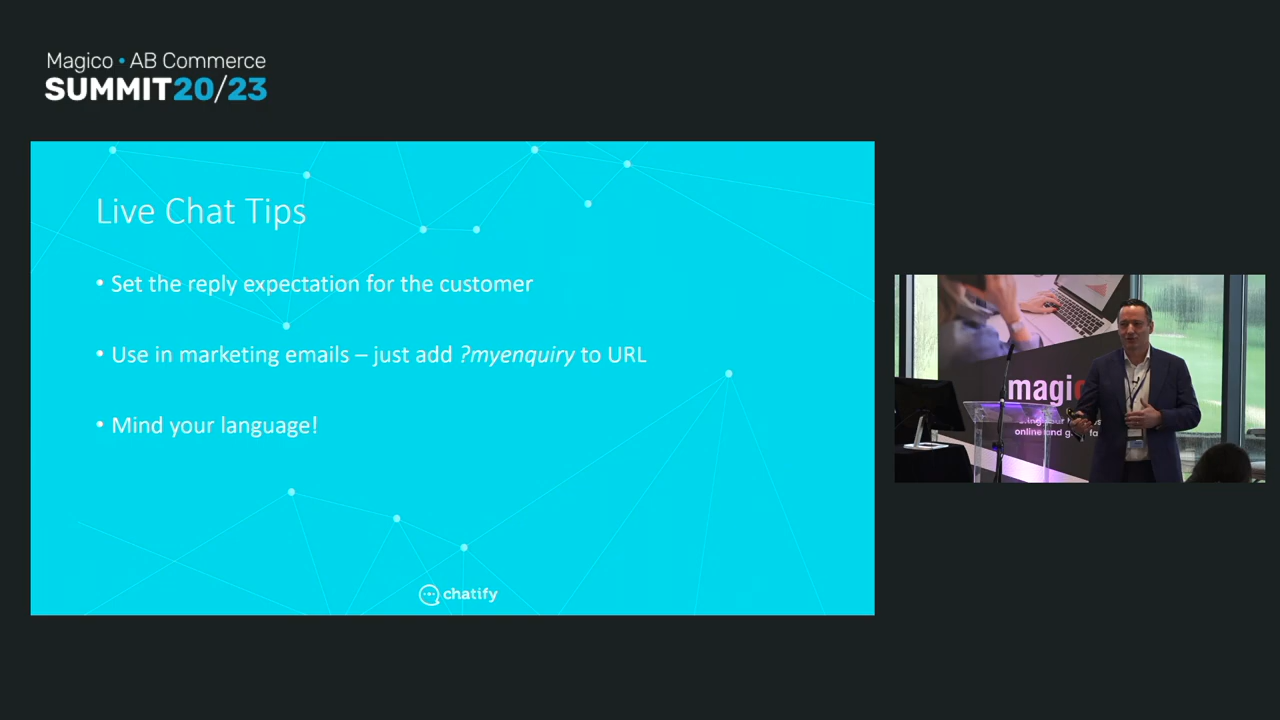 Magico • AB Commerce
SUMMIT20/23
Live Chat Tips
• Set the reply expectation for the customer
• Use in marketing emails – just add ?myenquiry to URL
• Mind your language!
chatify
magic
online and